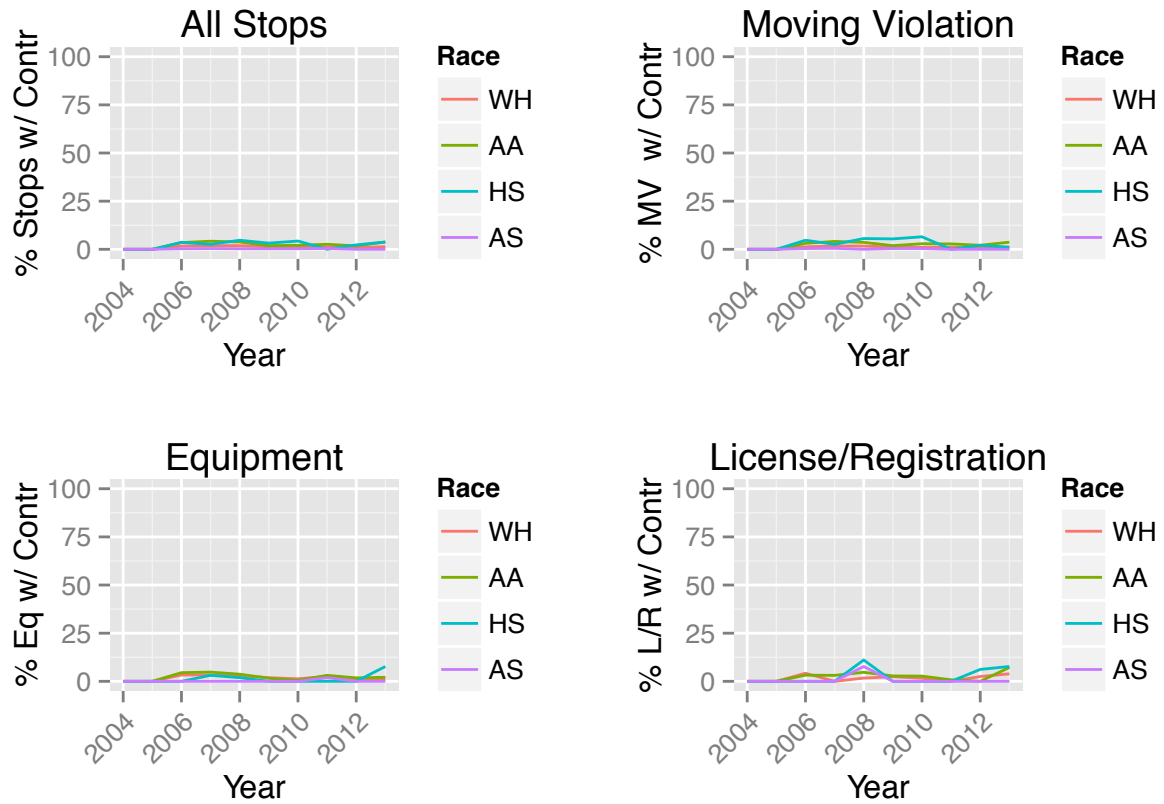 All Stops
% Stops w/ Contr
100
75
50
25
0
2004
2006
2008
2010
2012
Year
Race
WH
AA
HS
AS
Moving Violation
% MV w/ Contr
100
75
50
25
0
2004
2006
2008
2010
2012
Year
Race
WH
AA
HS
AS
Equipment
% Eq w/ Contr
100
75
50
25
0
2004
2006
2008
2010
2012
Year
Race
WH
AA
HS
AS
License/Registration
% L/R w/ Contr
100
75
50
25
0
2004
2006
2008
2010
2012
Year
Race
WH
AA
HS
AS